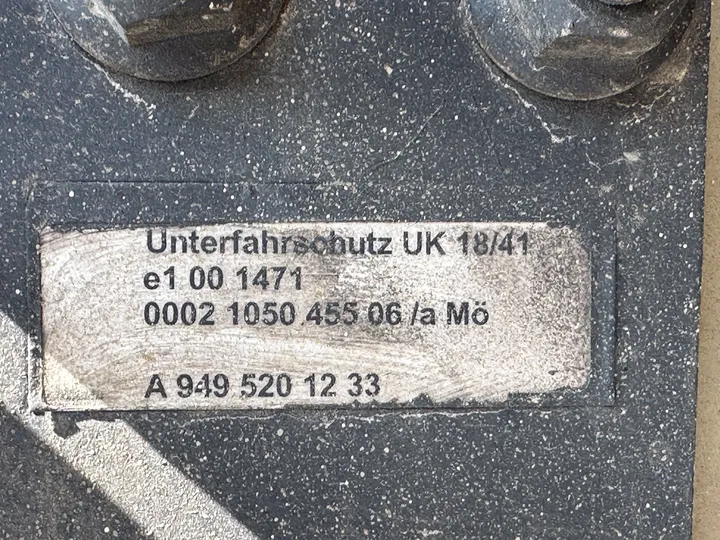 Unterfahrschutz UK 18/41
e1 00 1471
0002 1050 455 06 /a Mö
A 949 520 12 33